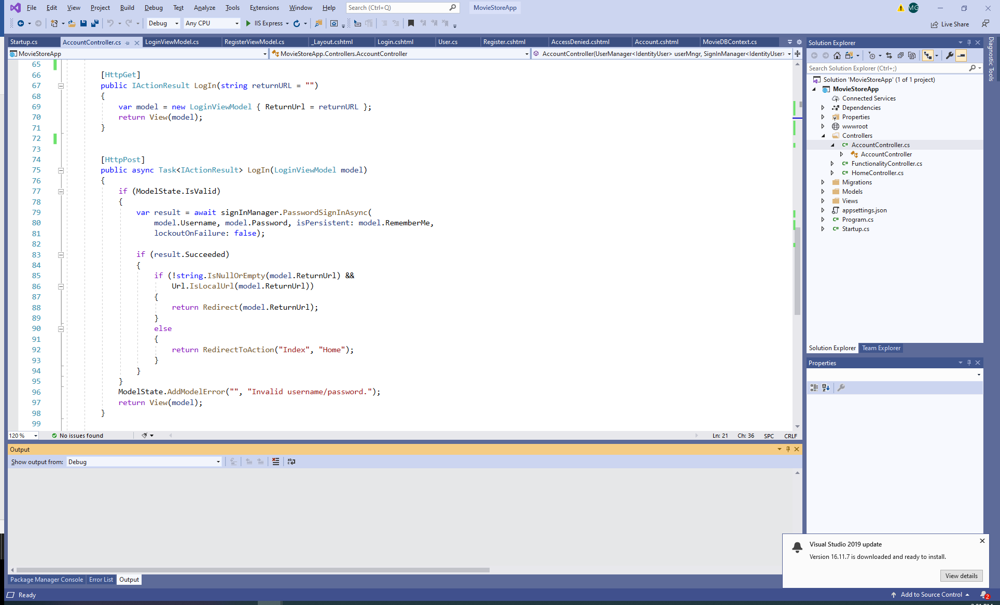 File Edit View Project Build Debug Test Analyze Tools Extensions Window Help Search (Ctrl+Q) MovieStoreApp MG
Debug Any CPU IIS Express Live Share
Startup.cs AccountController.cs LoginViewModel.cs RegisterViewModel.cs _Layout.cshtml Login.cshtml User.cs Register.cshtml AccessDenied.cshtml Account.cshtml MovieDBContext.cs
MovieStoreApp MovieStoreApp.Controllers.AccountController AccountController(UserManager<IdentityUser> userMngr, SignInManager<IdentityUser>
65
66 [HttpGet]
67 public IActionResult LogIn(string returnURL = "")
68 {
69 var model = new LoginViewModel { ReturnUrl = returnURL };
70 return View(model);
71 }
72
73
74 [HttpPost]
75 public async Task<IActionResult> LogIn(LoginViewModel model)
76 {
77 if (ModelState.IsValid)
78 {
79 var result = await signInManager.PasswordSignInAsync(
80 model.Username, model.Password, isPersistent: model.RememberMe,
81 lockoutOnFailure: false);
82
83 if (result.Succeeded)
84 {
85 if (!string.IsNullOrEmpty(model.ReturnUrl) &&
86 Url.IsLocalUrl(model.ReturnUrl))
87 {
88 return Redirect(model.ReturnUrl);
89 }
90 else
91 {
92 return RedirectToAction("Index", "Home");
93 }
94 }
95 }
96 ModelState.AddModelError("", "Invalid username/password.");
97 return View(model);
98 }
99
120 % No issues found Ln: 21 Ch: 36 SPC CRLF
Output
Show output from: Debug
Package Manager Console Error List Output
Ready
Solution Explorer
Search Solution Explorer (Ctrl+;)
Solution 'MovieStoreApp' (1 of 1 project)
MovieStoreApp
Connected Services
Dependencies
Properties
wwwroot
Controllers
C# AccountController.cs
AccountController
C# FunctionalityController.cs
C# HomeController.cs
Migrations
Models
Views
appsettings.json
C# Program.cs
C# Startup.cs
Solution Explorer Team Explorer
Properties
Diagnostic Tools
Visual Studio 2019 update
Version 16.11.7 is downloaded and ready to install.
View details
Add to Source Control 2